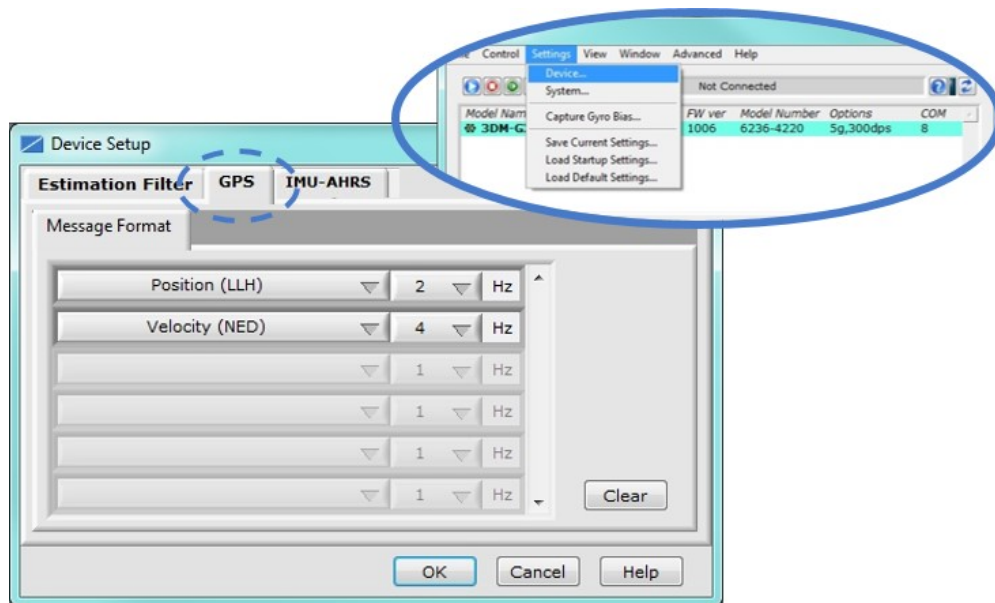 Control Settings View Window Advanced Help
Device...
System...
Capture Gyro Bias...
Save Current Settings...
Load Startup Settings...
Load Default Settings...
Not Connected
Model Nam FW ver Model Number Options COM
3DM-G 1006 6236-4220 5g,300dps 8
Device Setup
Estimation Filter GPS IMU-AHRS
Message Format
Position (LLH) 2 Hz
Velocity (NED) 4 Hz
1 Hz
1 Hz
1 Hz
1 Hz
Clear
OK Cancel Help